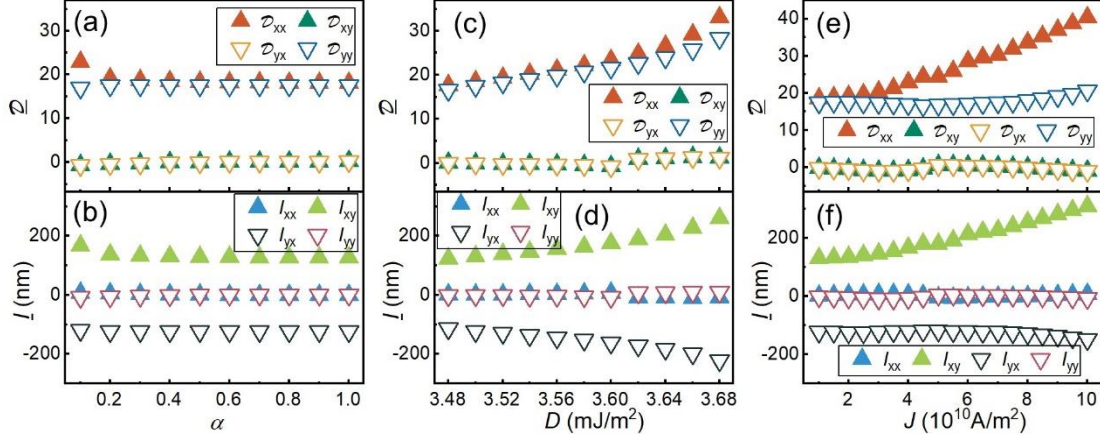 (a)
𝒟xx 𝒟xy
𝒟yx 𝒟yy
30
20
10
0
𝒟
(b)
Ixx Ixy
Iyx Iyy
200
0
-200
I (nm)
0.2 0.4 0.6 0.8 1.0
α
(c)
30
20
10
0
𝒟
𝒟xx 𝒟xy
𝒟yx 𝒟yy
(d)
Ixx Ixy
Iyx Iyy
200
0
-200
I (nm)
3.48 3.52 3.56 3.60 3.64 3.68
D (mJ/m²)
(e)
40
30
20
10
0
𝒟
𝒟xx 𝒟xy 𝒟yx 𝒟yy
(f)
200
0
-200
I (nm)
Ixx Ixy Iyx Iyy
2 4 6 8 10
J (10¹⁰A/m²)